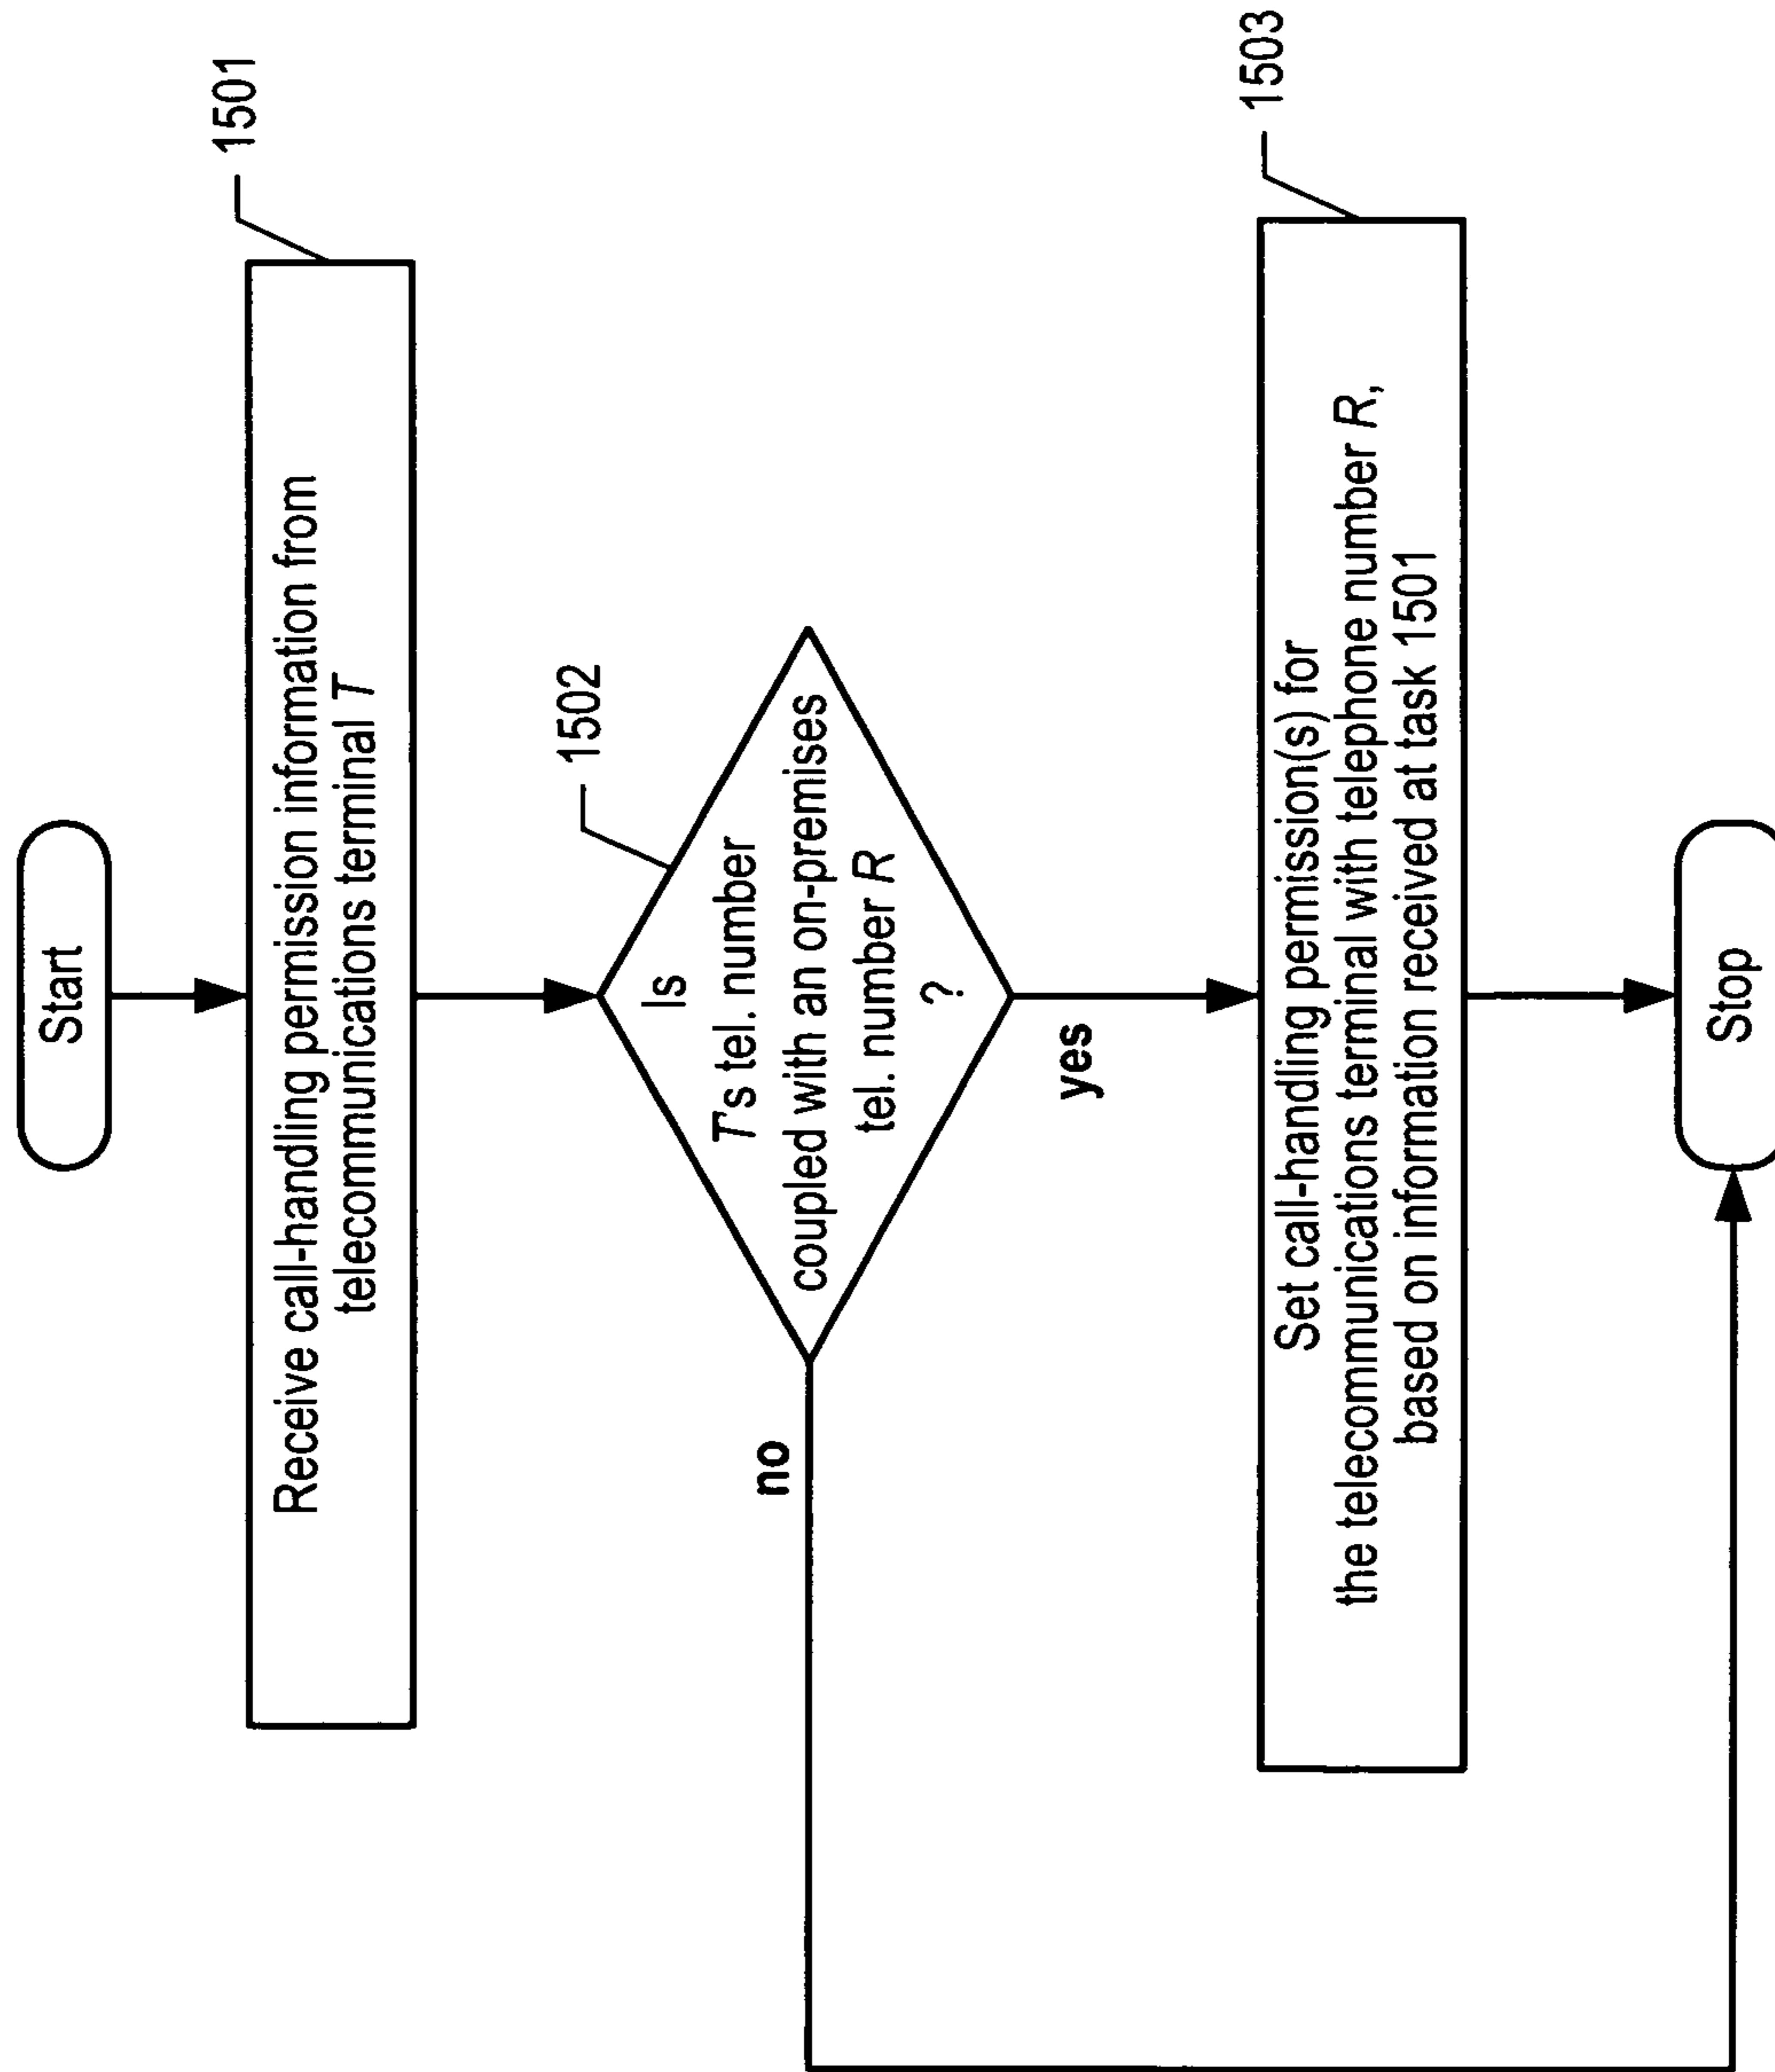 Start
1501
Receive call-handling permission information from
telecommunications terminal T
1502
Is
T's tel. number
coupled with an on-premises
tel. number R
?
no
yes
1503
Set call-handling permission(s) for
the telecommunications terminal with telephone number R,
based on information received at task 1501
Stop